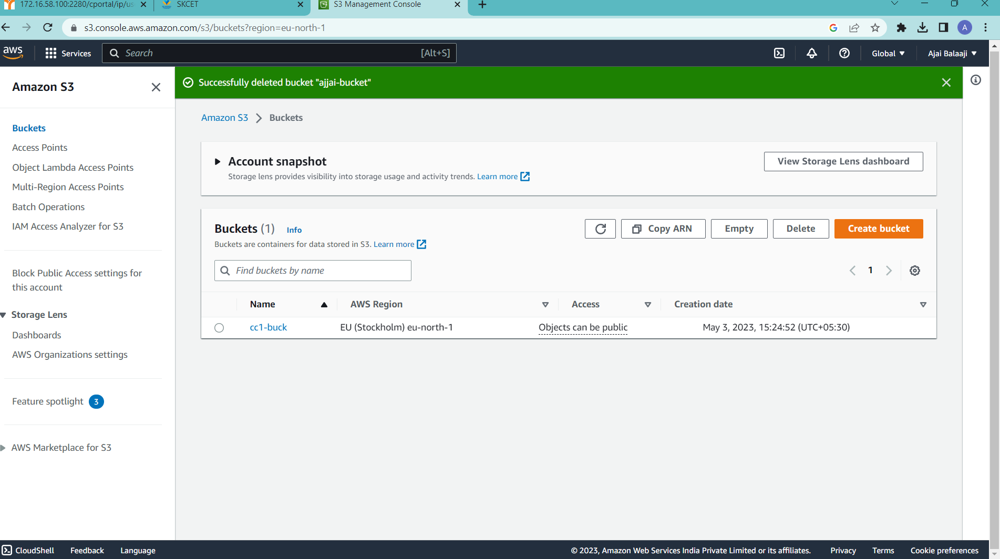 172.16.58.100:2280/cportal/ip/us
SKCET
S3 Management Console
s3.console.aws.amazon.com/s3/buckets?region=eu-north-1
A
aws
Services
Search
[Alt+S]
Global
Ajai Balaaji
Amazon S3
Successfully deleted bucket "ajjai-bucket"
Buckets
Access Points
Object Lambda Access Points
Multi-Region Access Points
Batch Operations
IAM Access Analyzer for S3
Block Public Access settings for
this account
Storage Lens
Dashboards
AWS Organizations settings
Feature spotlight 3
AWS Marketplace for S3
Amazon S3 Buckets
Account snapshot
Storage lens provides visibility into storage usage and activity trends. Learn more
View Storage Lens dashboard
Buckets (1) Info
Buckets are containers for data stored in S3. Learn more
Copy ARN
Empty
Delete
Create bucket
Find buckets by name
1
Name AWS Region Access Creation date
cc1-buck EU (Stockholm) eu-north-1 Objects can be public May 3, 2023, 15:24:52 (UTC+05:30)
CloudShell Feedback Language © 2023, Amazon Web Services India Private Limited or its affiliates. Privacy Terms Cookie preferences